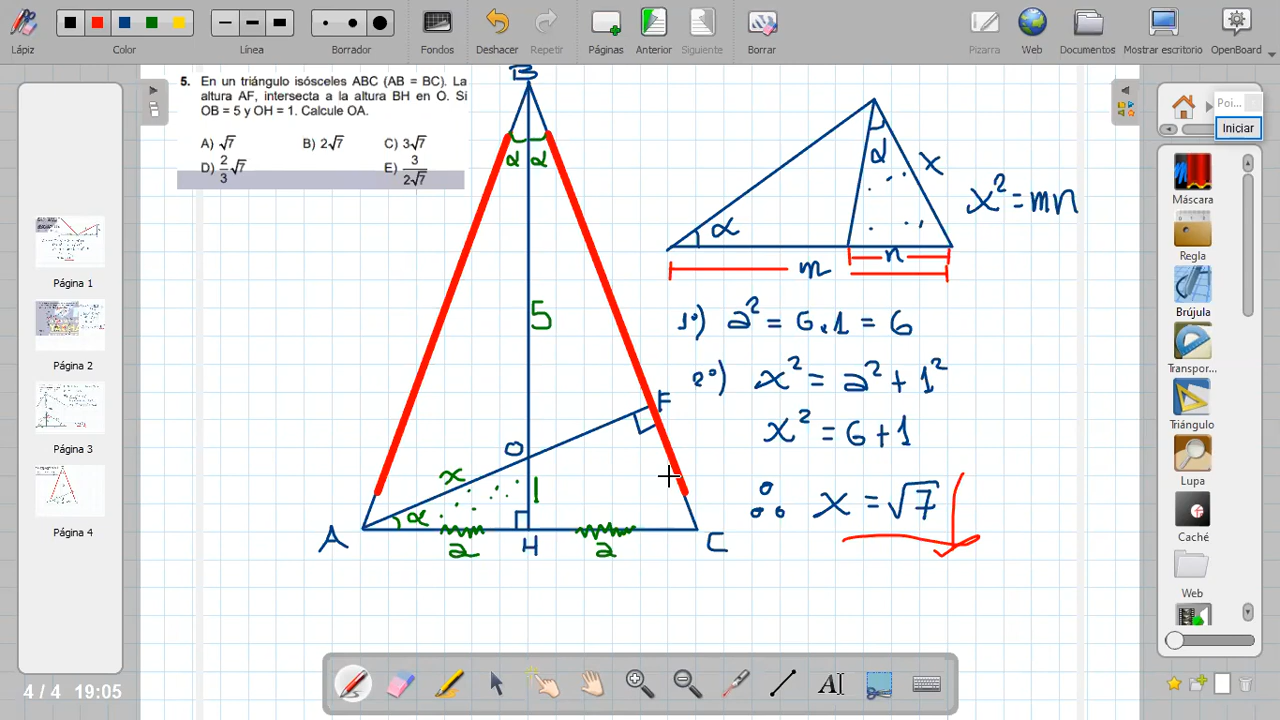 Lápiz
Color
Línea
Borrador
Fondos
Deshacer
Repetir
Páginas
Anterior
Siguiente
Borrar
Pizarra
Web
Documentos
Mostrar escritorio
OpenBoard
5. En un triángulo isósceles ABC (AB = BC). La
altura AF, intersecta a la altura BH en O. Si
OB = 5 y OH = 1. Calcule OA.
A) √7 B) 2√7 C) 3√7
D) 2/3 √7 E) 3/(2√7)
B
α α
5
F
O
x
1
α
A
a
H
a
C
α
x
α
n
m
x² = mn
1°) a² = 6.1 = 6
2°) x² = a² + 1²
x² = 6 + 1
∴ x = √7
Página 1
Página 2
Página 3
Página 4
4 / 4 19:05
Poi...
Iniciar
Máscara
Regla
Brújula
Transpor...
Triángulo
Lupa
Caché
Web
AI